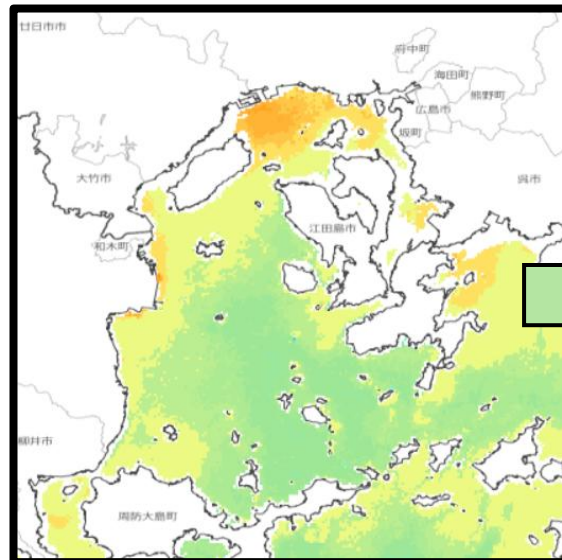 廿日市市
府中町
海田町
熊野町
広島市
坂町
大竹市
呉市
江田島市
和木町
柳井市
周防大島町